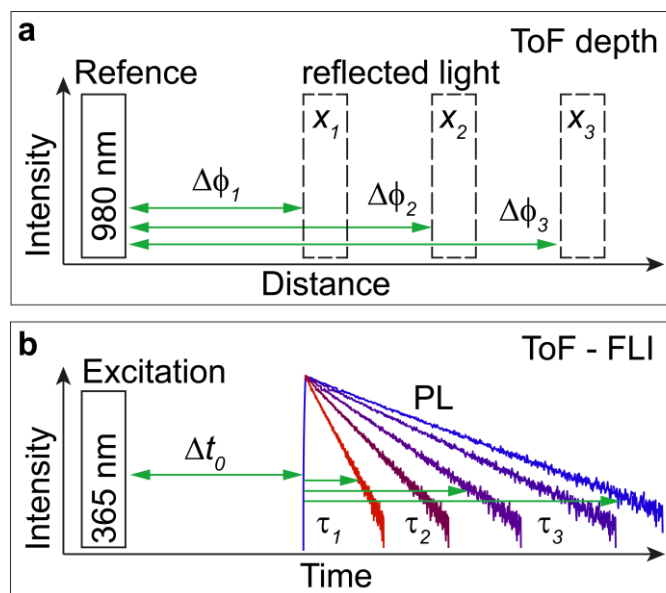 a
ToF depth
Refence
reflected light
980 nm
x1
x2
x3
Δϕ1
Δϕ2
Δϕ3
Intensity
Distance
b
ToF - FLI
Excitation
PL
365 nm
Δt0
τ1
τ2
τ3
Intensity
Time